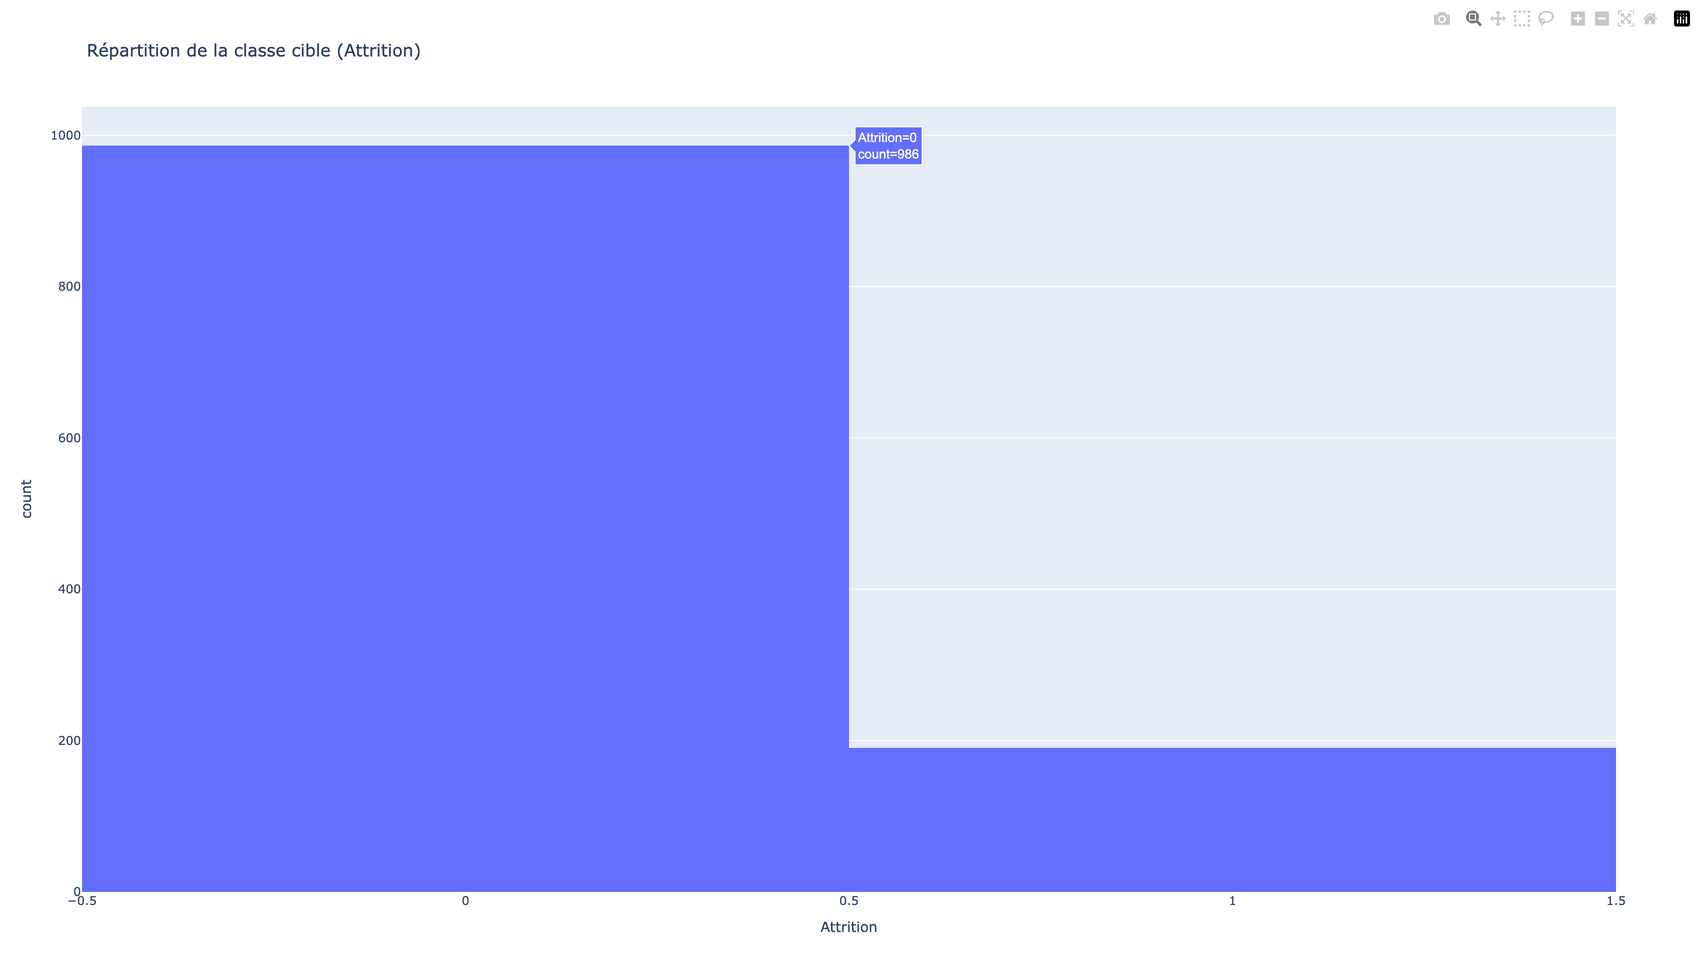 Répartition de la classe cible (Attrition)
1000
800
600
400
200
0
count
Attrition=0
count=986
−0.5
0
0.5
1
1.5
Attrition